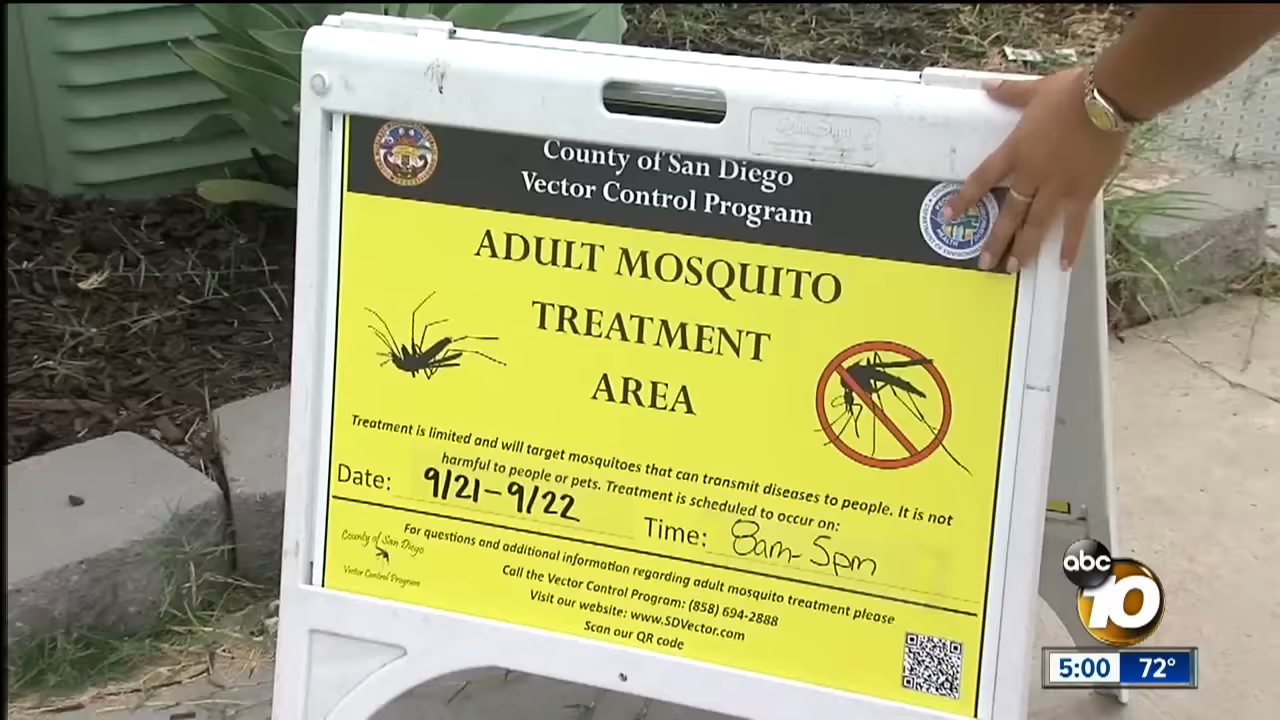 County of San Diego
Vector Control Program
ADULT MOSQUITO
TREATMENT
AREA
Treatment is limited and will target mosquitoes that can transmit diseases to people. It is not
harmful to people or pets. Treatment is scheduled to occur on:
Date: 9/21-9/22
Time: 8am-5pm
County of San Diego
Vector Control Program
For questions and additional information regarding adult mosquito treatment please
Call the Vector Control Program: (858) 694-2888
Visit our website: www.SDVector.com
Scan our QR code
abc
10
5:00 72°